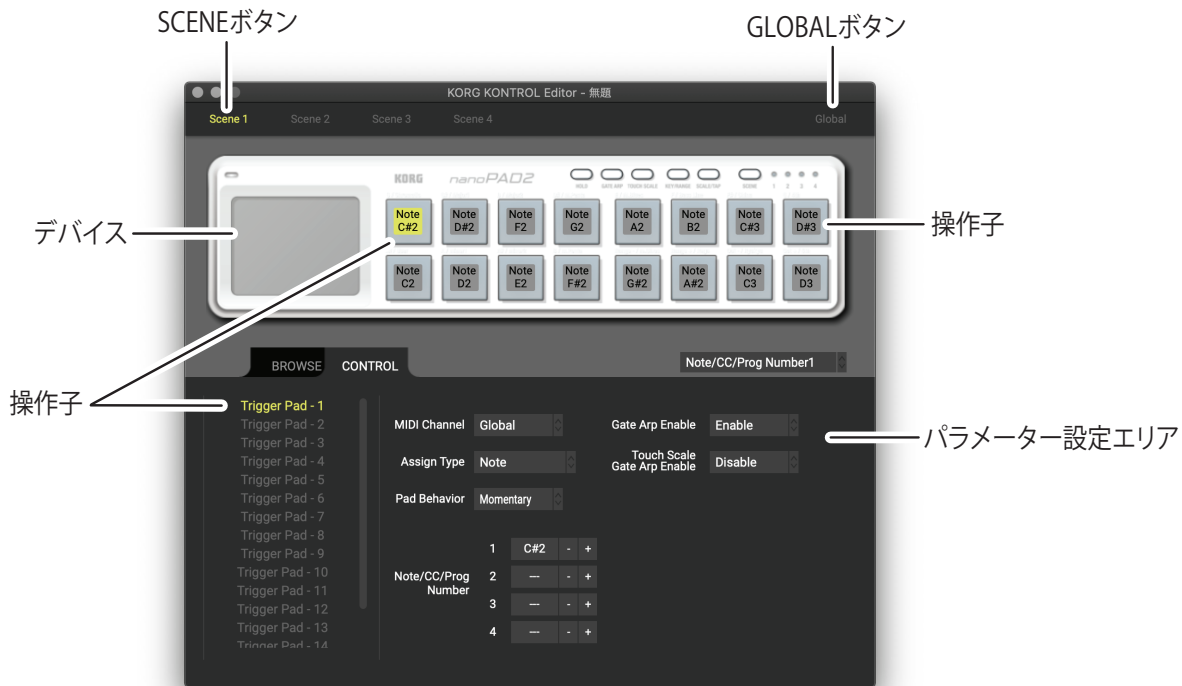 SCENEボタン
GLOBALボタン
KORG KONTROL Editor - 無題
Scene 1 Scene 2 Scene 3 Scene 4 Global
KORG nanoPAD2
HOLD GATE ARP TOUCH SCALE KEY/RANGE SCALE/TAP SCENE 1 2 3 4
デバイス
操作子
Note Note Note Note Note Note Note Note
C#2 D#2 F2 G2 A2 B2 C#3 D#3
Note Note Note Note Note Note Note Note
C2 D2 E2 F#2 G#2 A#2 C3 D3
BROWSE CONTROL
Note/CC/Prog Number1
操作子
パラメーター設定エリア
Trigger Pad - 1
Trigger Pad - 2
Trigger Pad - 3
Trigger Pad - 4
Trigger Pad - 5
Trigger Pad - 6
Trigger Pad - 7
Trigger Pad - 8
Trigger Pad - 9
Trigger Pad - 10
Trigger Pad - 11
Trigger Pad - 12
Trigger Pad - 13
Trigger Pad - 14
MIDI Channel Global
Assign Type Note
Pad Behavior Momentary
Gate Arp Enable Enable
Touch Scale
Gate Arp Enable Disable
Note/CC/Prog
Number
1 C#2 - +
2 --- - +
3 --- - +
4 --- - +